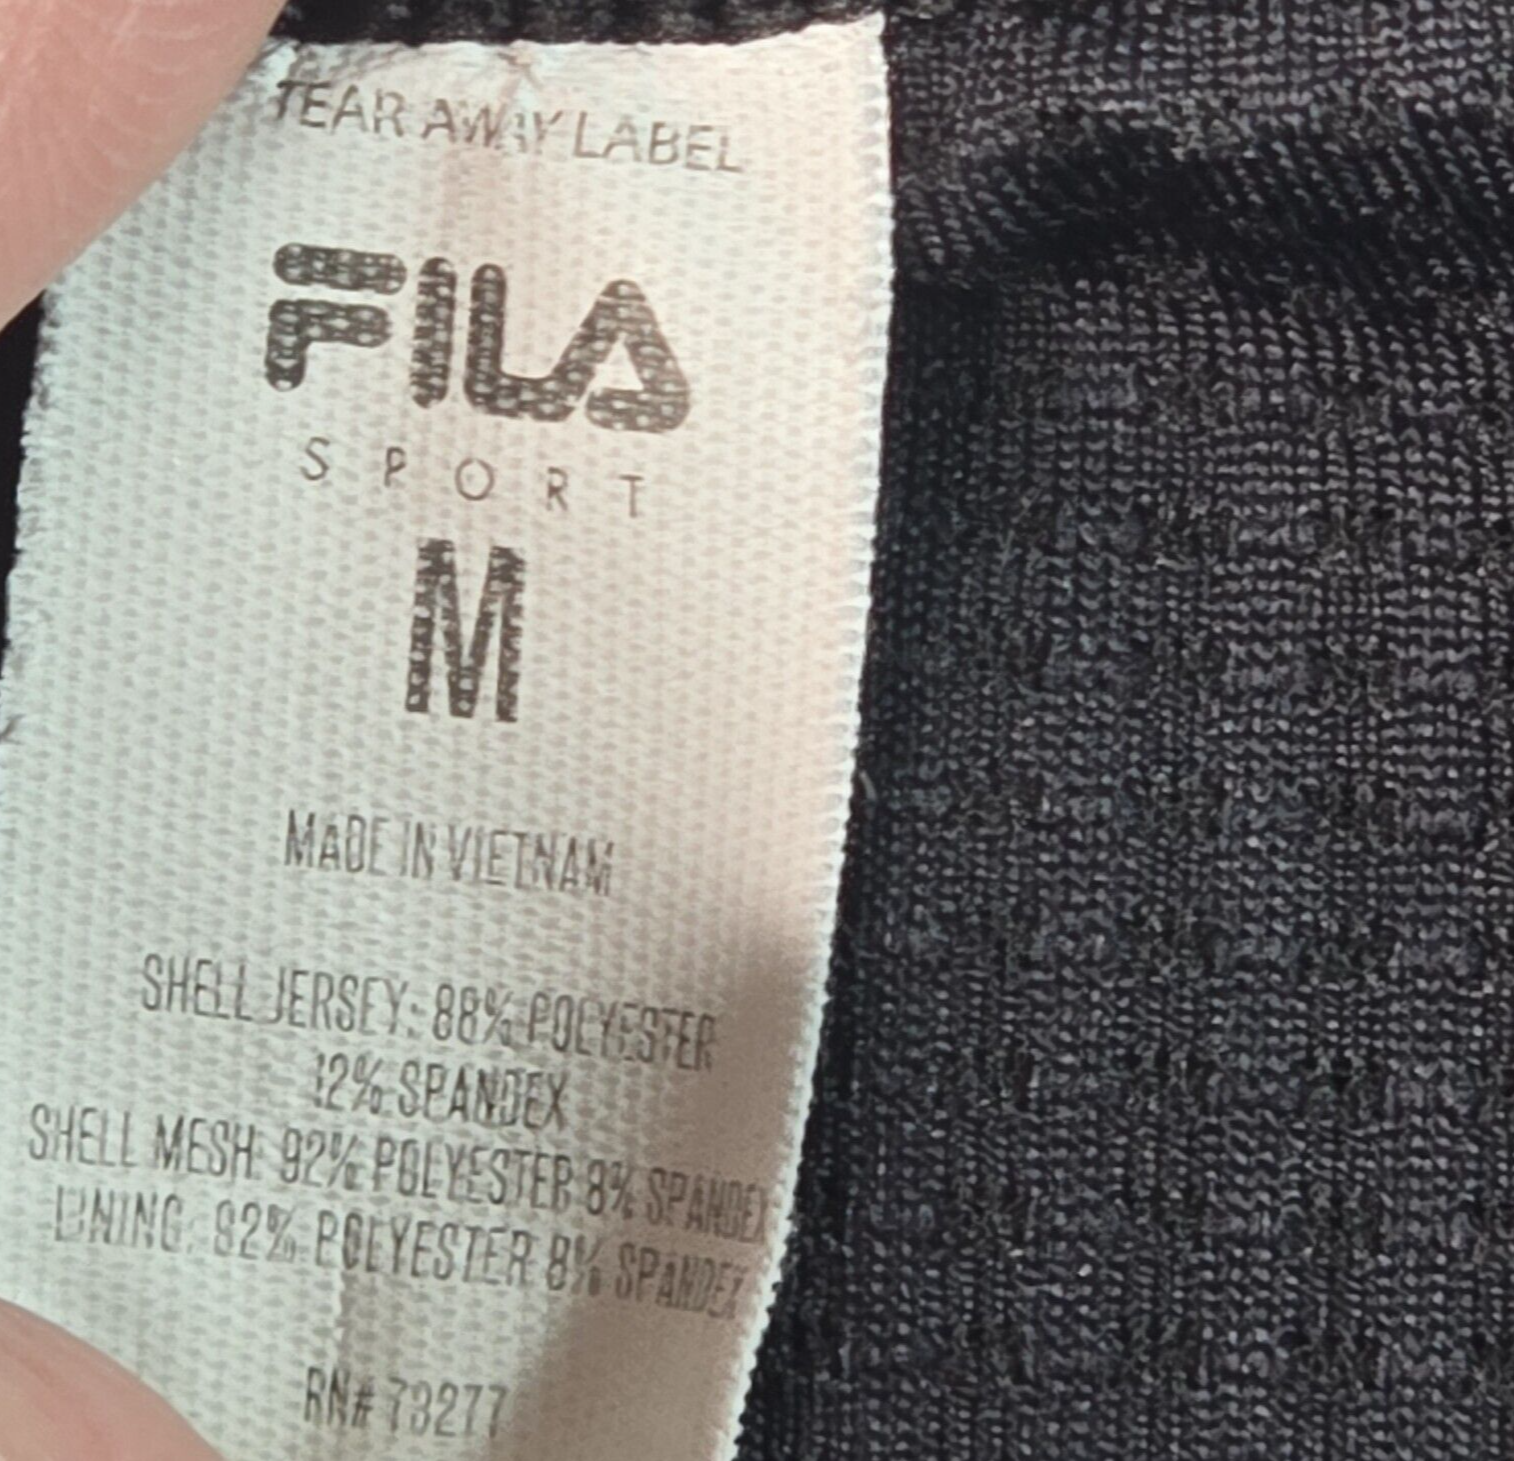 TEAR AWAY LABEL
FILA
SPORT
M
MADE IN VIETNAM
SHELL JERSEY: 88% POLYESTER
12% SPANDEX
SHELL MESH: 92% POLYESTER 8% SPANDEX
LINING: 92% POLYESTER 8% SPANDEX
RN# 73277